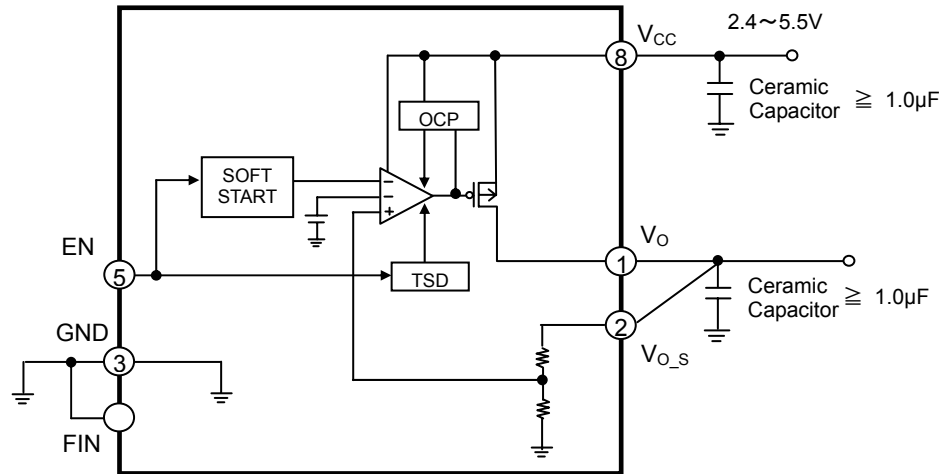 2.4～5.5V
VCC
8
Ceramic
Capacitor ≧ 1.0µF
OCP
SOFT
START
−
−
+
EN
5
TSD
VO
1
Ceramic
Capacitor ≧ 1.0µF
2
VO_S
GND
3
FIN